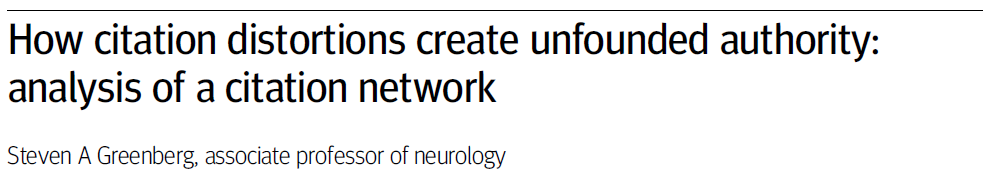 How citation distortions create unfounded authority:
analysis of a citation network
Steven A Greenberg, associate professor of neurology